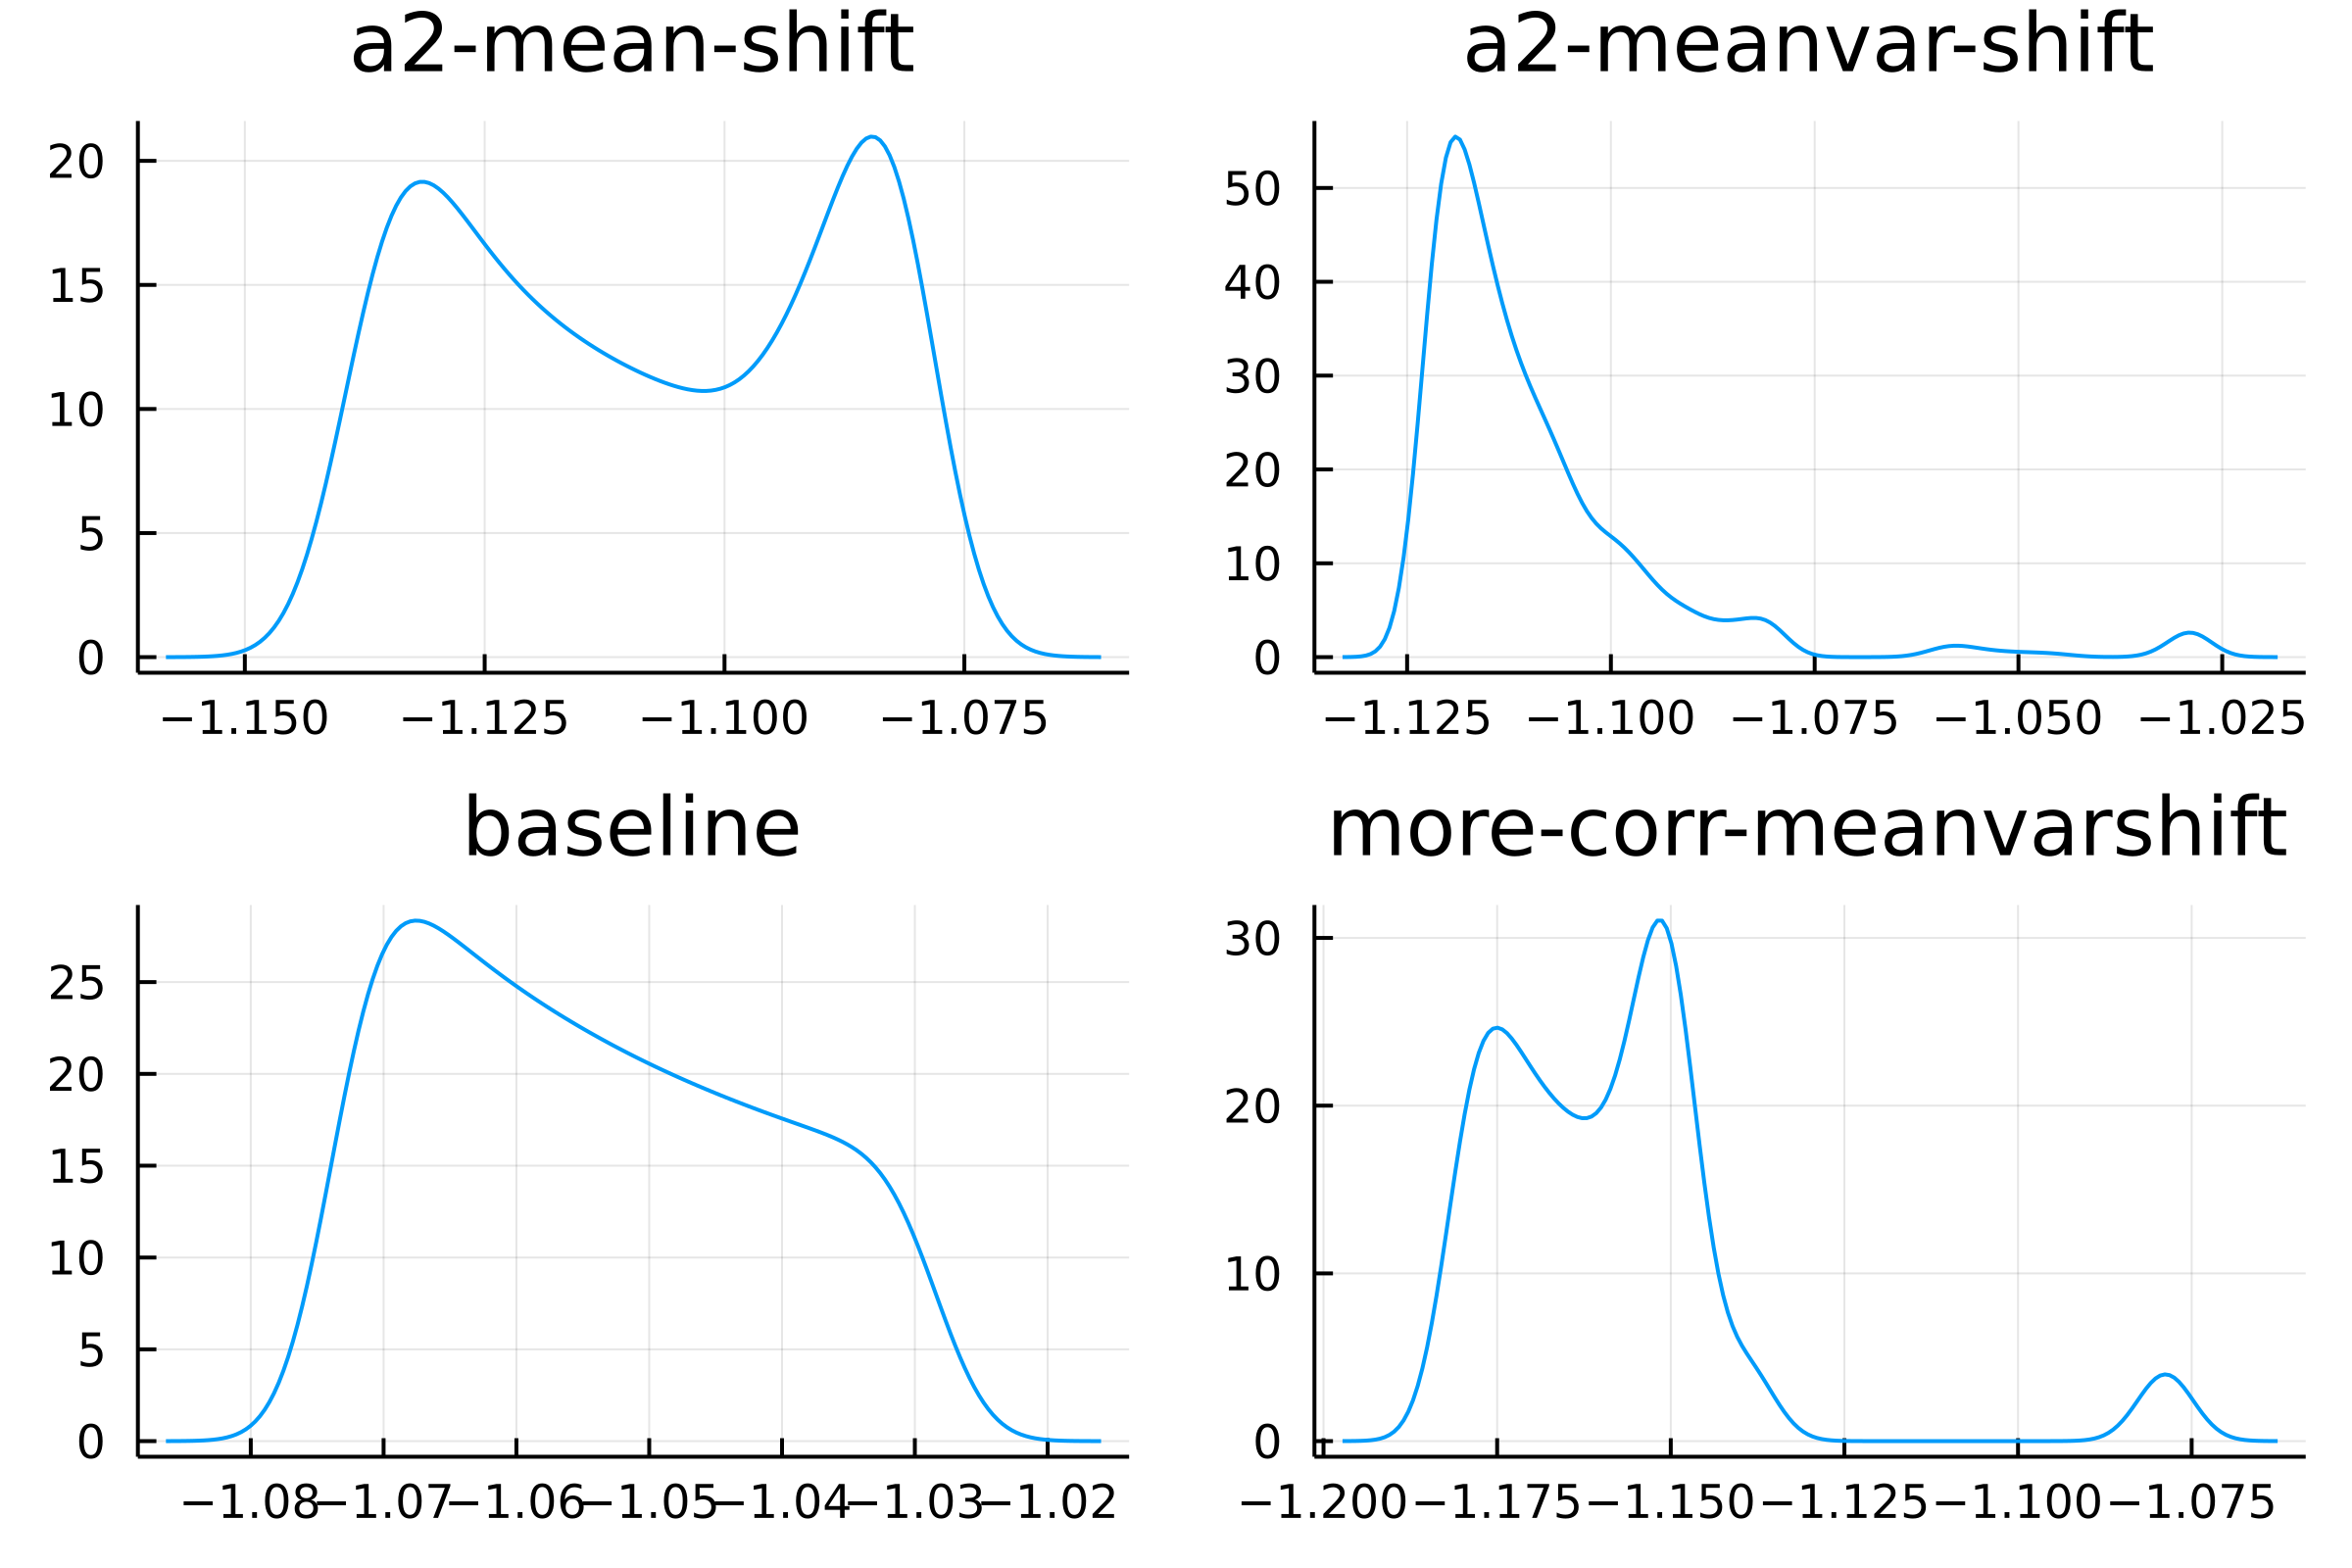 a2-mean-shift
20
15
10
5
0
−1.150 −1.125 −1.100 −1.075
a2-meanvar-shift
50
40
30
20
10
0
−1.125 −1.100 −1.075 −1.050 −1.025
baseline
25
20
15
10
5
0
−1.08 −1.07 −1.06 −1.05 −1.04 −1.03 −1.02
more-corr-meanvarshift
30
20
10
0
−1.200 −1.175 −1.150 −1.125 −1.100 −1.075